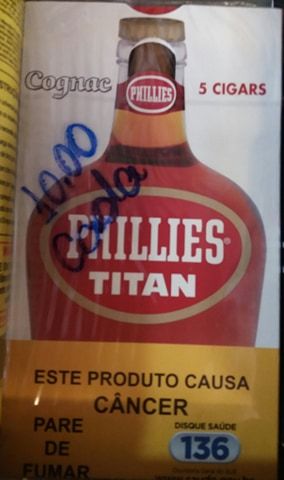 Cognac
PHILLIES
5 CIGARS
10,00
cada
PHILLIES
TITAN
ESTE PRODUTO CAUSA
CÂNCER
PARE
DE
FUMAR
DISQUE SAÚDE
136